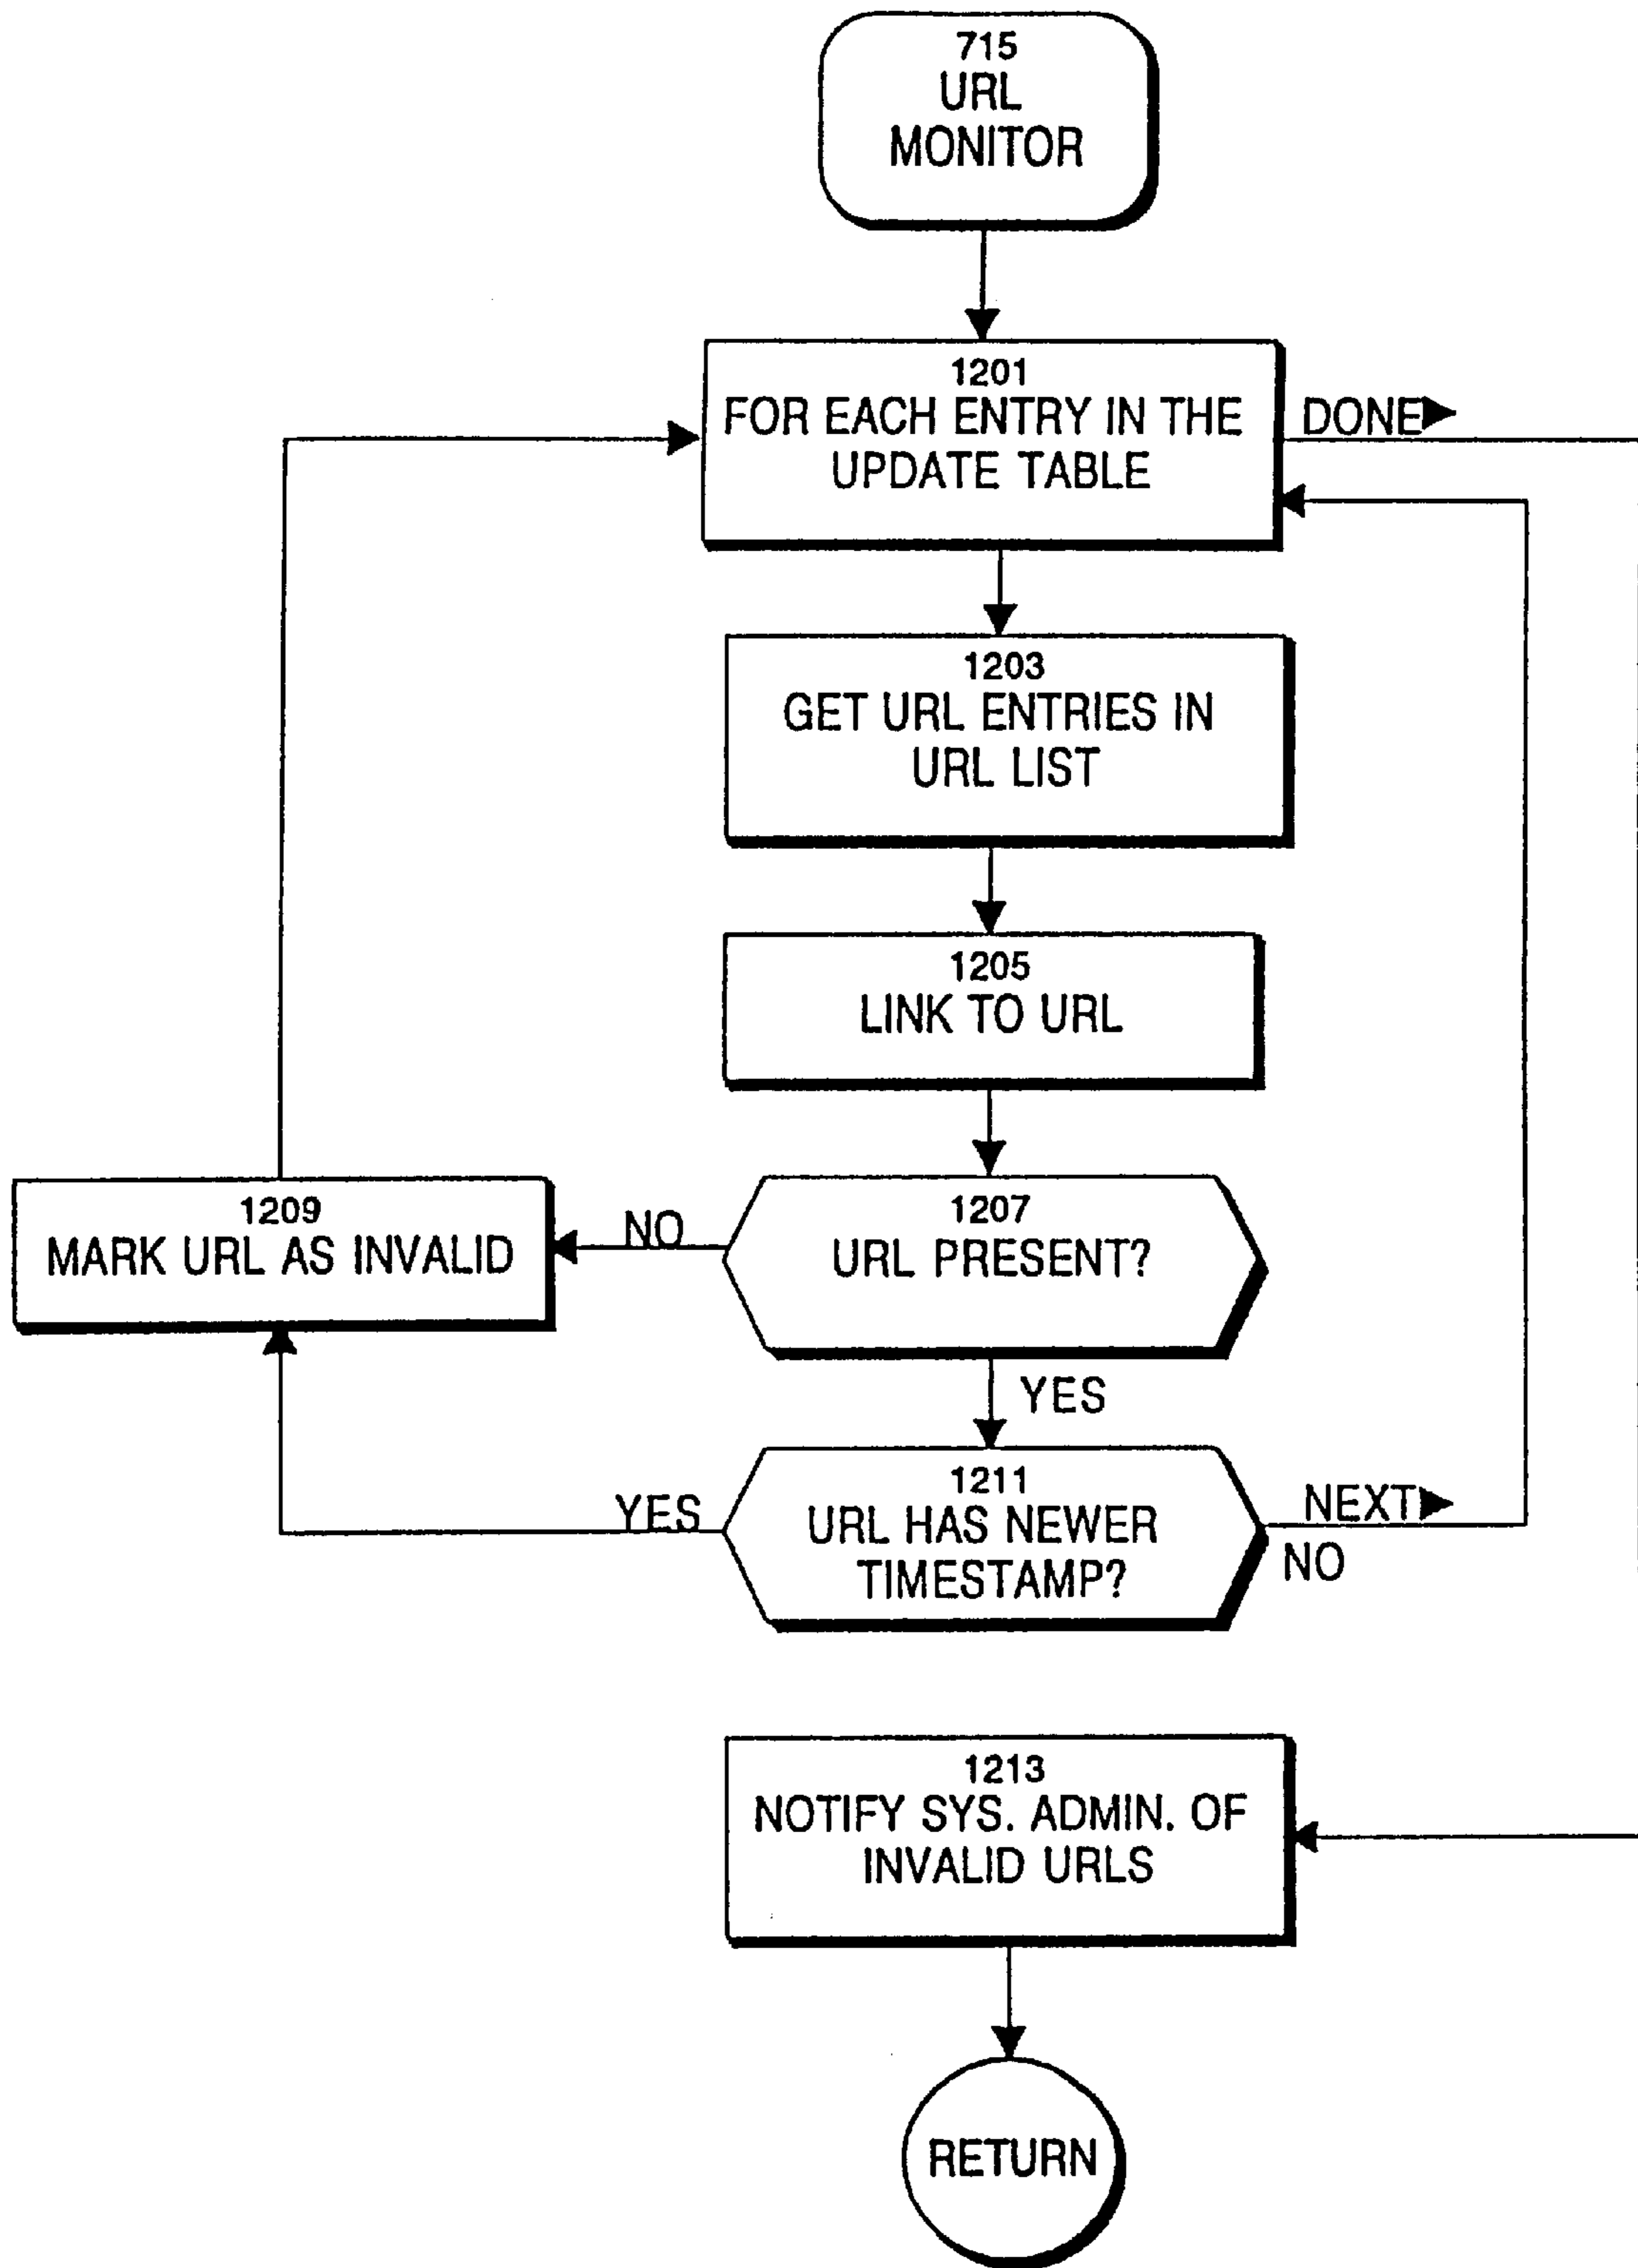 715
URL
MONITOR
1201
FOR EACH ENTRY IN THE
UPDATE TABLE
DONE
1203
GET URL ENTRIES IN
URL LIST
1205
LINK TO URL
1209
MARK URL AS INVALID
NO
1207
URL PRESENT?
YES
YES
1211
URL HAS NEWER
TIMESTAMP?
NEXT
NO
1213
NOTIFY SYS. ADMIN. OF
INVALID URLS
RETURN